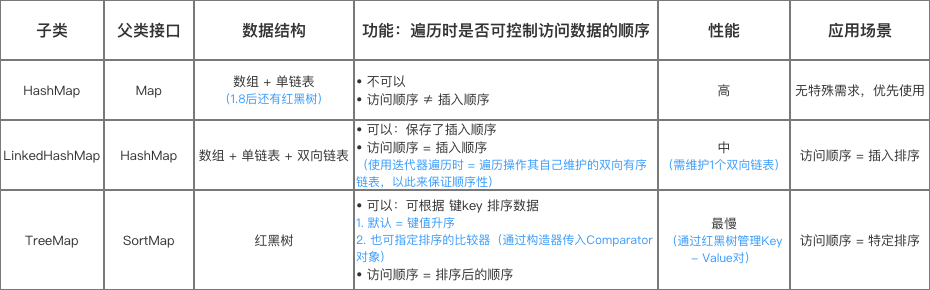 子类
父类接口
数据结构
功能：遍历时是否可控制访问数据的顺序
性能
应用场景
HashMap
Map
数组 + 单链表
（1.8后还有红黑树）
• 不可以
• 访问顺序 ≠ 插入顺序
高
无特殊需求，优先使用
LinkedHashMap
HashMap
数组 + 单链表 + 双向链表
• 可以：保存了插入顺序
• 访问顺序 = 插入顺序
（使用迭代器遍历时 = 遍历操作其自己维护的双向有序
链表，以此来保证顺序性）
中
（需维护1个双向链表）
访问顺序 = 插入排序
TreeMap
SortMap
红黑树
• 可以：可根据 键key 排序数据
1. 默认 = 键值升序
2. 也可指定排序的比较器（通过构造器传入Comparator
对象）
• 访问顺序 = 排序后的顺序
最慢
（通过红黑树管理Key
- Value对）
访问顺序 = 特定排序